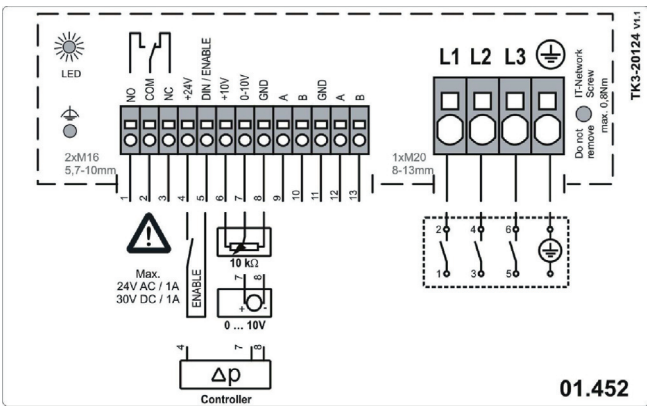 LED
NO
COM
NC
+24V
DIN / ENABLE
+10V
0-10V
GND
A
B
GND
A
B
L1 L2 L3
IT-Network
Screw
Do not
remove
max. 0,8Nm
TK3-20124 V1.1
2xM16
5,7-10mm
1xM20
8-13mm
1 2 3 4 5 6 7 8 9 10 11 12 13
Max.
24V AC / 1A
30V DC / 1A
ENABLE
10 kΩ
7 8
+ -
0 ... 10V
4 7 8
Δp
Controller
2 4 6
1 3 5
01.452